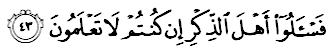 فَسْـَٔلُوٓا۟ أَهْلَ ٱلذِّكْرِ إِن كُنتُمْ لَا تَعْلَمُونَ ﴿٤٣﴾